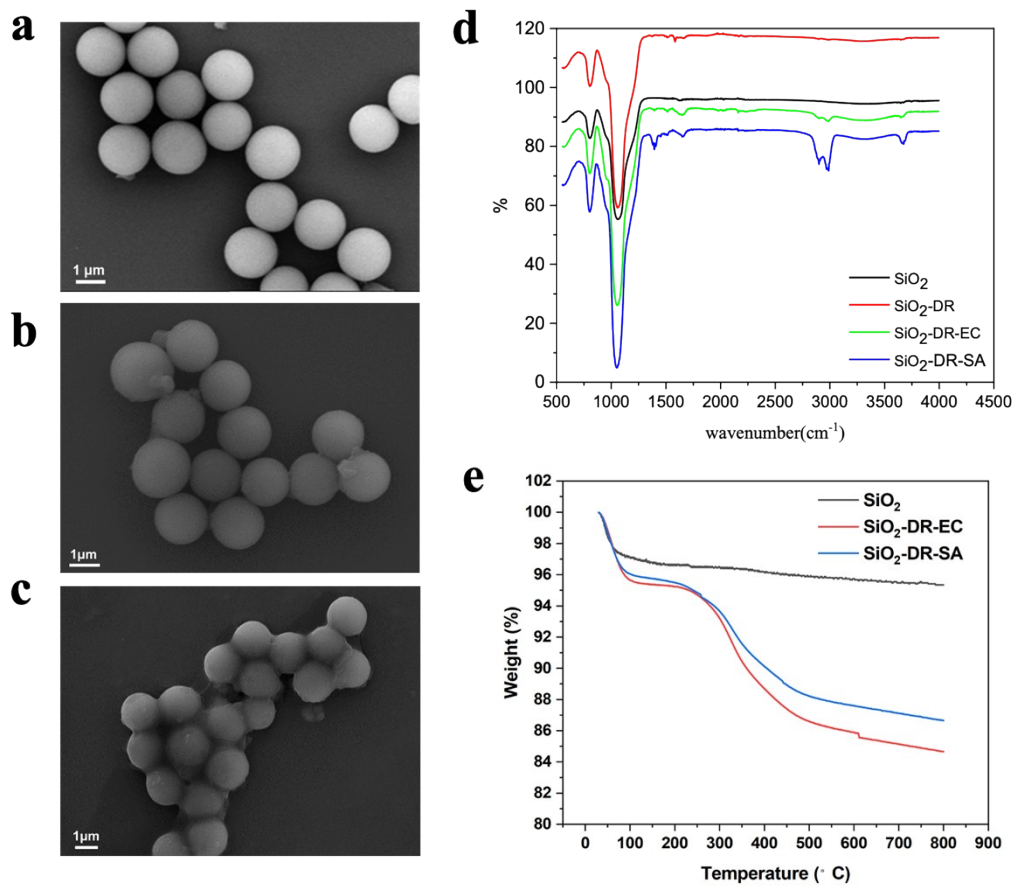 a
1 μm
b
1μm
c
1μm
d
120
100
80
60
40
20
0
%
500 1000 1500 2000 2500 3000 3500 4000 4500
wavenumber(cm⁻¹)
SiO₂
SiO₂-DR
SiO₂-DR-EC
SiO₂-DR-SA
e
102
100
98
96
94
92
90
88
86
84
82
80
Weight (%)
0 100 200 300 400 500 600 700 800 900
Temperature (° C)
SiO₂
SiO₂-DR-EC
SiO₂-DR-SA